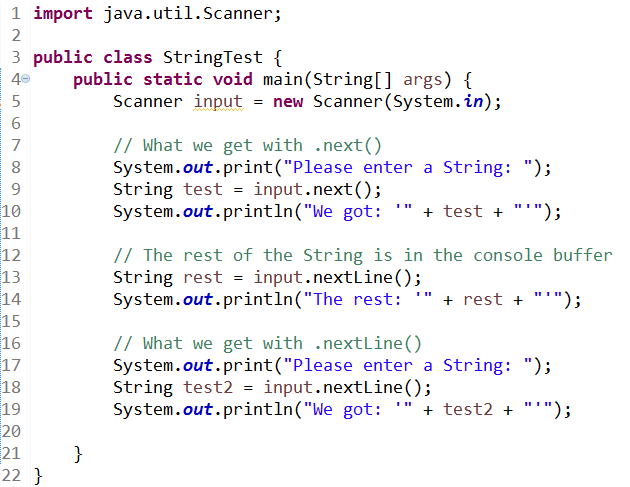 1 import java.util.Scanner;
2
3 public class StringTest {
4     public static void main(String[] args) {
5         Scanner input = new Scanner(System.in);
6
7         // What we get with .next()
8         System.out.print("Please enter a String: ");
9         String test = input.next();
10         System.out.println("We got: '" + test + "'");
11
12         // The rest of the String is in the console buffer
13         String rest = input.nextLine();
14         System.out.println("The rest: '" + rest + "'");
15
16         // What we get with .nextLine()
17         System.out.print("Please enter a String: ");
18         String test2 = input.nextLine();
19         System.out.println("We got: '" + test2 + "'");
20
21     }
22 }